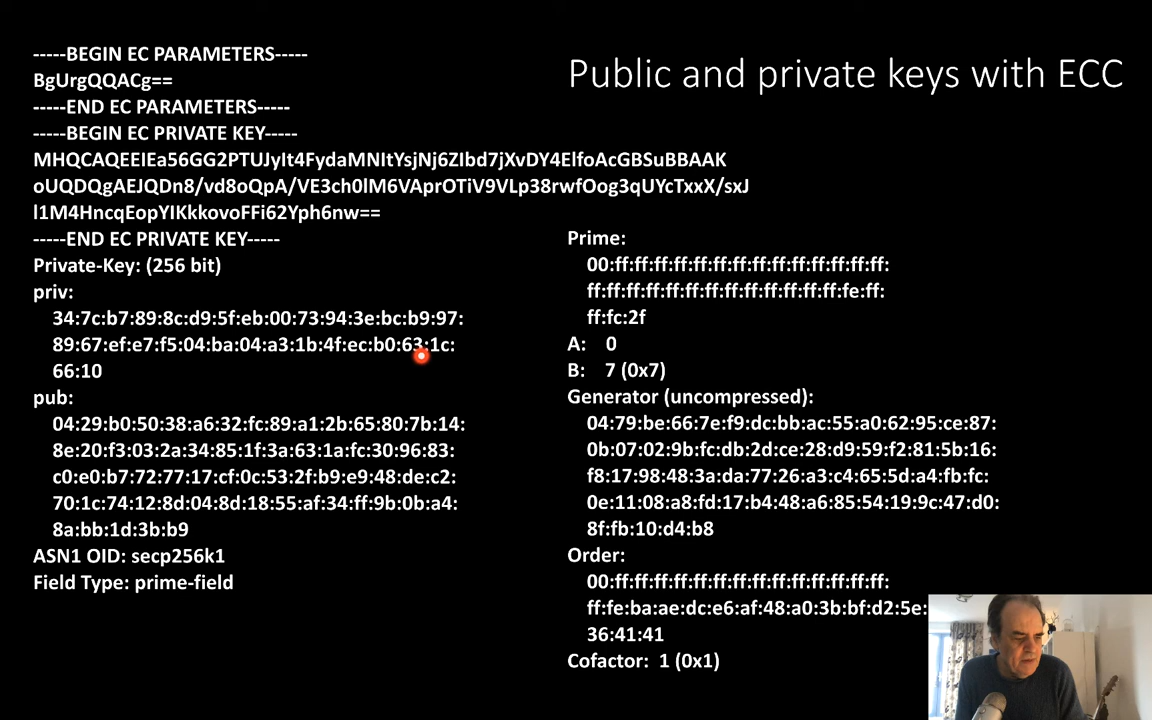 -----BEGIN EC PARAMETERS-----
BgUrgQQACg==
-----END EC PARAMETERS-----
-----BEGIN EC PRIVATE KEY-----
MHQCAQEEIEa56GG2PTUJyIt4FydaMNItYsjNj6ZIbd7jXvDY4ElfoAcGBSuBBAAK
oUQDQgAEJQDn8/vd8oQpA/VE3ch0lM6VAprOTiV9VLp38rwfOog3qUYcTxxX/sxJ
l1M4HncqEopYIKkkovoFFi62Yph6nw==
-----END EC PRIVATE KEY-----
Private-Key: (256 bit)
priv:
34:7c:b7:89:8c:d9:5f:eb:00:73:94:3e:bc:b9:97:
89:67:ef:e7:f5:04:ba:04:a3:1b:4f:ec:b0:63:1c:
66:10
pub:
04:29:b0:50:38:a6:32:fc:89:a1:2b:65:80:7b:14:
8e:20:f3:03:2a:34:85:1f:3a:63:1a:fc:30:96:83:
c0:e0:b7:72:77:17:cf:0c:53:2f:b9:e9:48:de:c2:
70:1c:74:12:8d:04:8d:18:55:af:34:ff:9b:0b:a4:
8a:bb:1d:3b:b9
ASN1 OID: secp256k1
Field Type: prime-field
Public and private keys with ECC
Prime:
00:ff:ff:ff:ff:ff:ff:ff:ff:ff:ff:ff:ff:ff:ff:
ff:ff:ff:ff:ff:ff:ff:ff:ff:ff:ff:ff:ff:fe:ff:
ff:fc:2f
A: 0
B: 7 (0x7)
Generator (uncompressed):
04:79:be:66:7e:f9:dc:bb:ac:55:a0:62:95:ce:87:
0b:07:02:9b:fc:db:2d:ce:28:d9:59:f2:81:5b:16:
f8:17:98:48:3a:da:77:26:a3:c4:65:5d:a4:fb:fc:
0e:11:08:a8:fd:17:b4:48:a6:85:54:19:9c:47:d0:
8f:fb:10:d4:b8
Order:
00:ff:ff:ff:ff:ff:ff:ff:ff:ff:ff:ff:ff:ff:ff:
ff:fe:ba:ae:dc:e6:af:48:a0:3b:bf:d2:5e:
36:41:41
Cofactor: 1 (0x1)